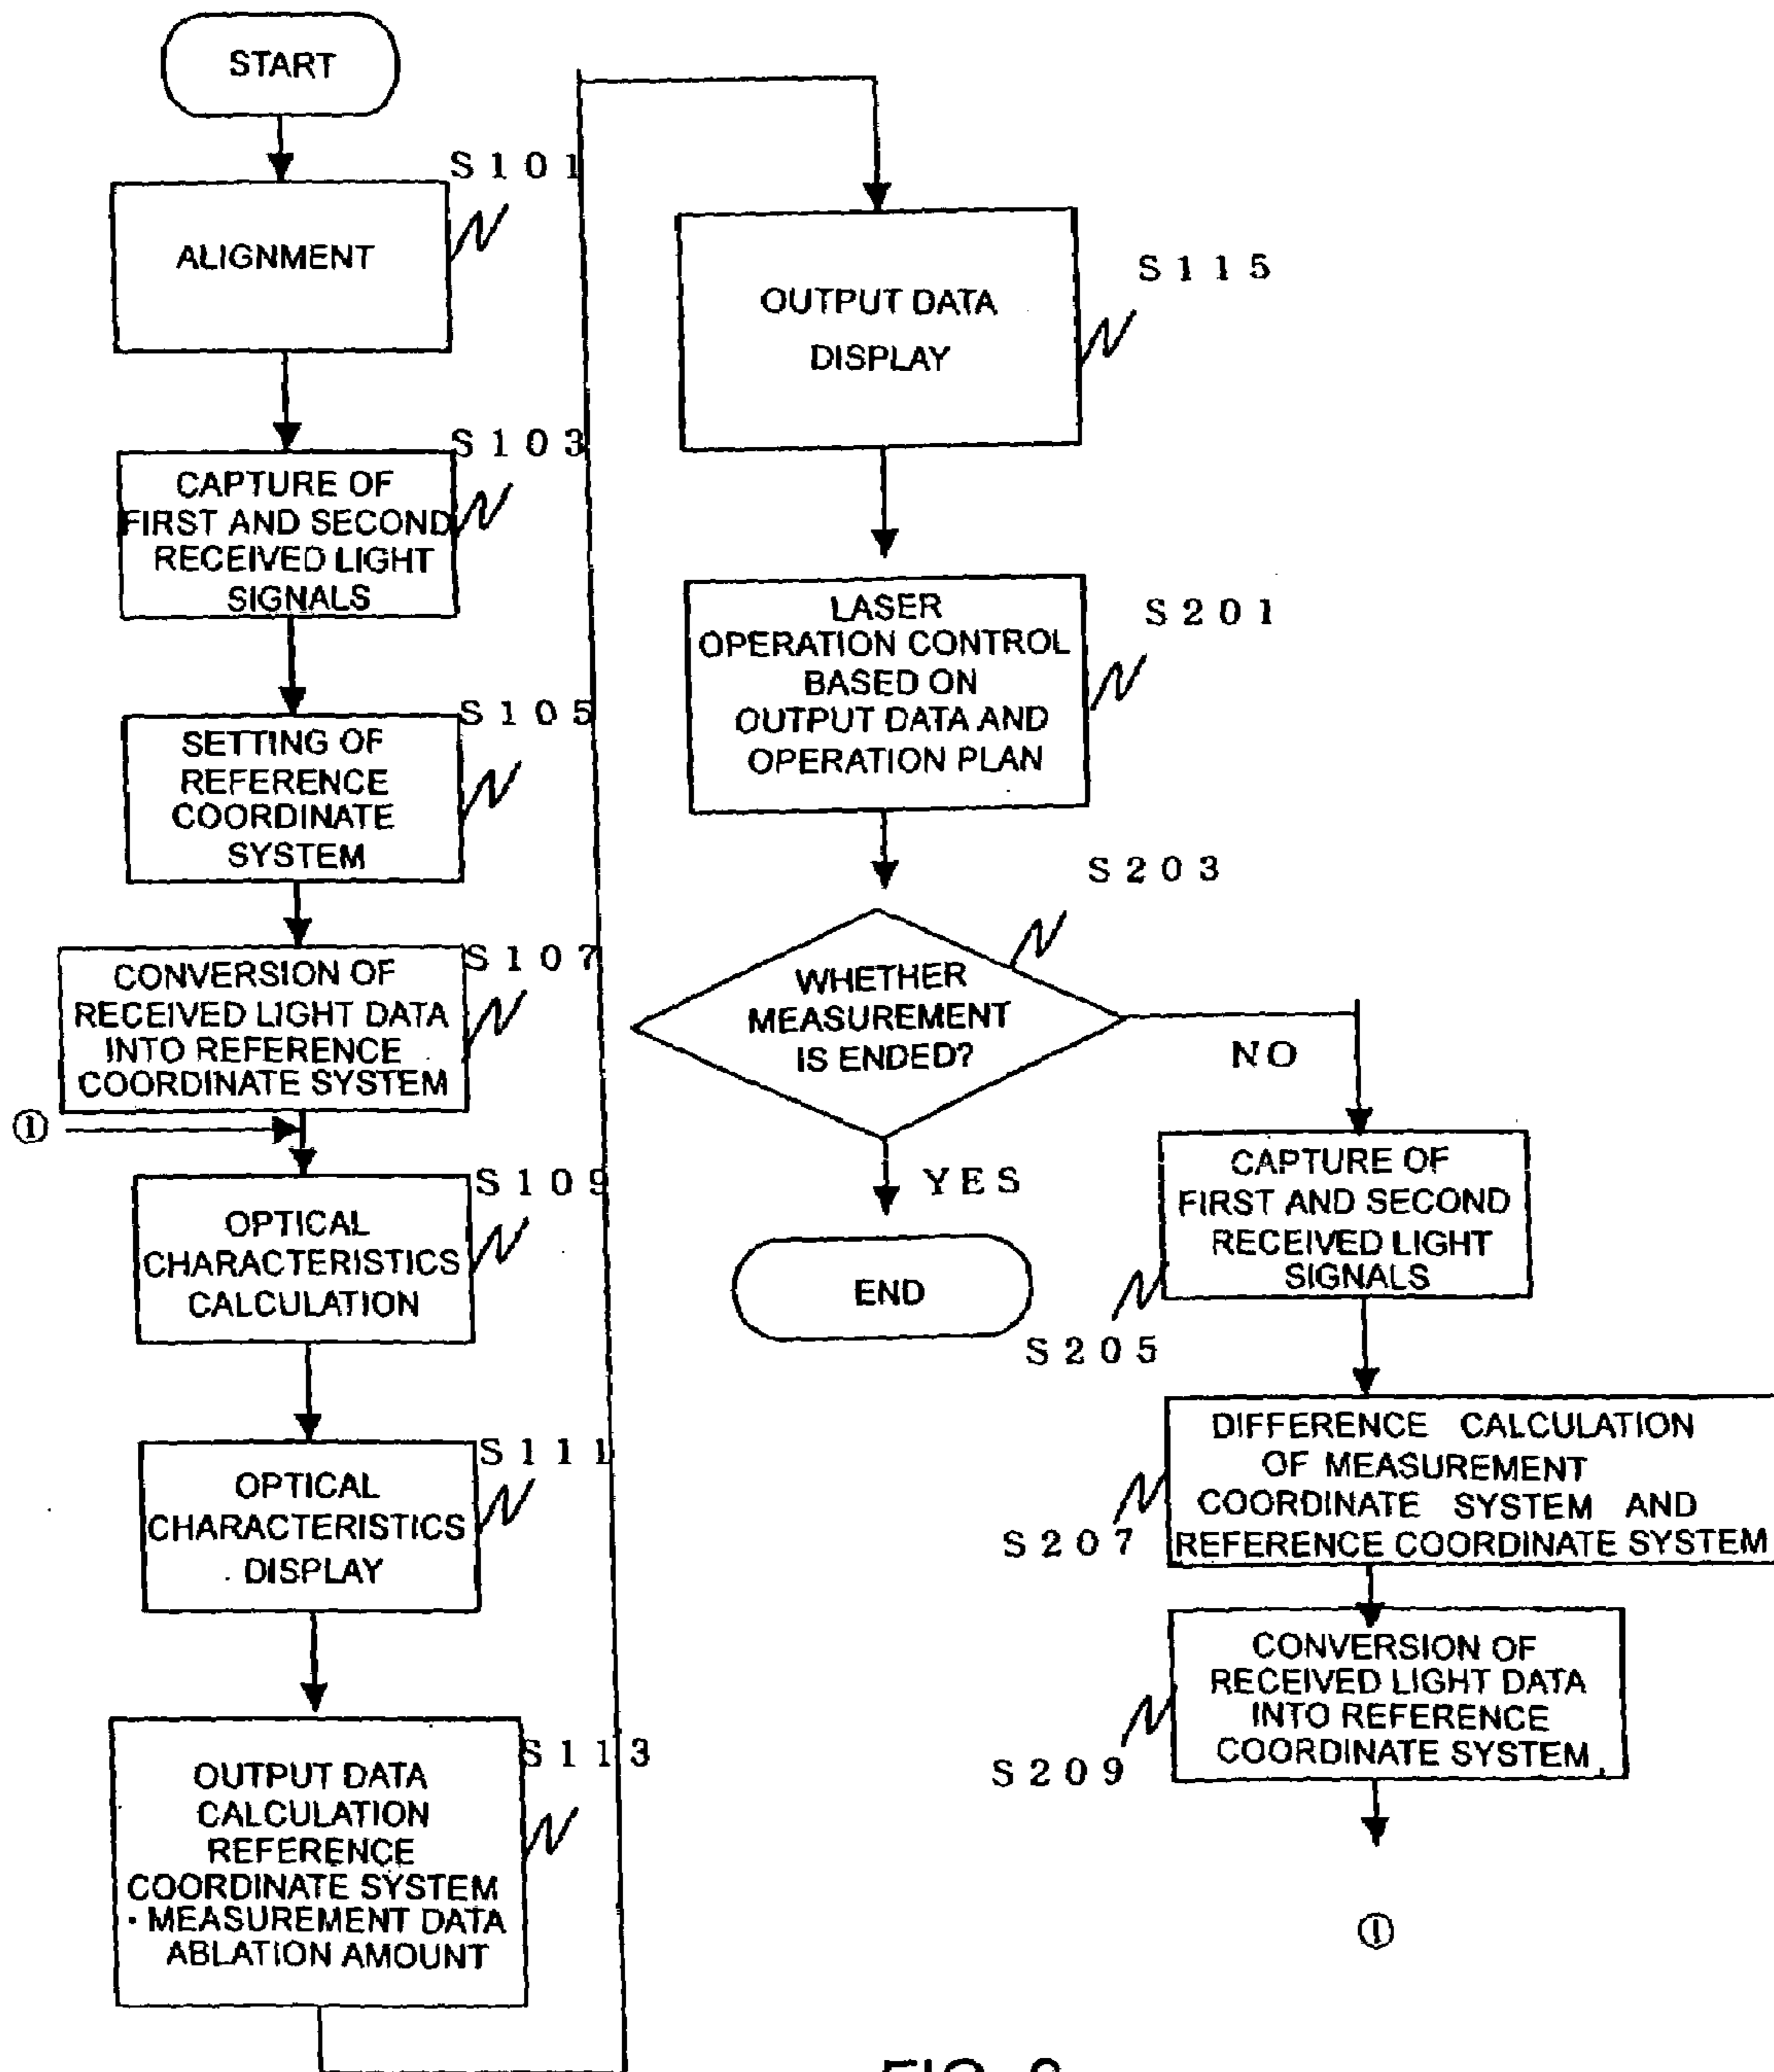 START
S101
ALIGNMENT
S103
CAPTURE OF
FIRST AND SECOND
RECEIVED LIGHT
SIGNALS
S105
SETTING OF
REFERENCE
COORDINATE
SYSTEM
S107
CONVERSION OF
RECEIVED LIGHT DATA
INTO REFERENCE
COORDINATE SYSTEM
①
S109
OPTICAL
CHARACTERISTICS
CALCULATION
S111
OPTICAL
CHARACTERISTICS
DISPLAY
S113
OUTPUT DATA
CALCULATION
REFERENCE
COORDINATE SYSTEM
· MEASUREMENT DATA
ABLATION AMOUNT
S115
OUTPUT DATA
DISPLAY
S201
LASER
OPERATION CONTROL
BASED ON
OUTPUT DATA AND
OPERATION PLAN
S203
WHETHER
MEASUREMENT
IS ENDED?
NO
YES
END
CAPTURE OF
FIRST AND SECOND
RECEIVED LIGHT
SIGNALS
S205
DIFFERENCE CALCULATION
OF MEASUREMENT
COORDINATE SYSTEM AND
REFERENCE COORDINATE SYSTEM
S207
CONVERSION OF
RECEIVED LIGHT DATA
INTO REFERENCE
COORDINATE SYSTEM
S209
①
FIG.